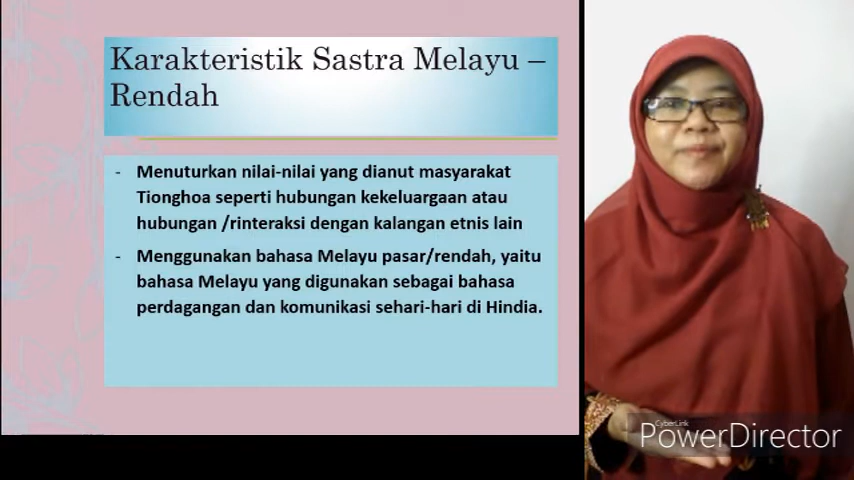 Karakteristik Sastra Melayu –
Rendah
- Menuturkan nilai-nilai yang dianut masyarakat
Tionghoa seperti hubungan kekeluargaan atau
hubungan /rinteraksi dengan kalangan etnis lain
- Menggunakan bahasa Melayu pasar/rendah, yaitu
bahasa Melayu yang digunakan sebagai bahasa
perdagangan dan komunikasi sehari-hari di Hindia.
CyberLink
PowerDirector